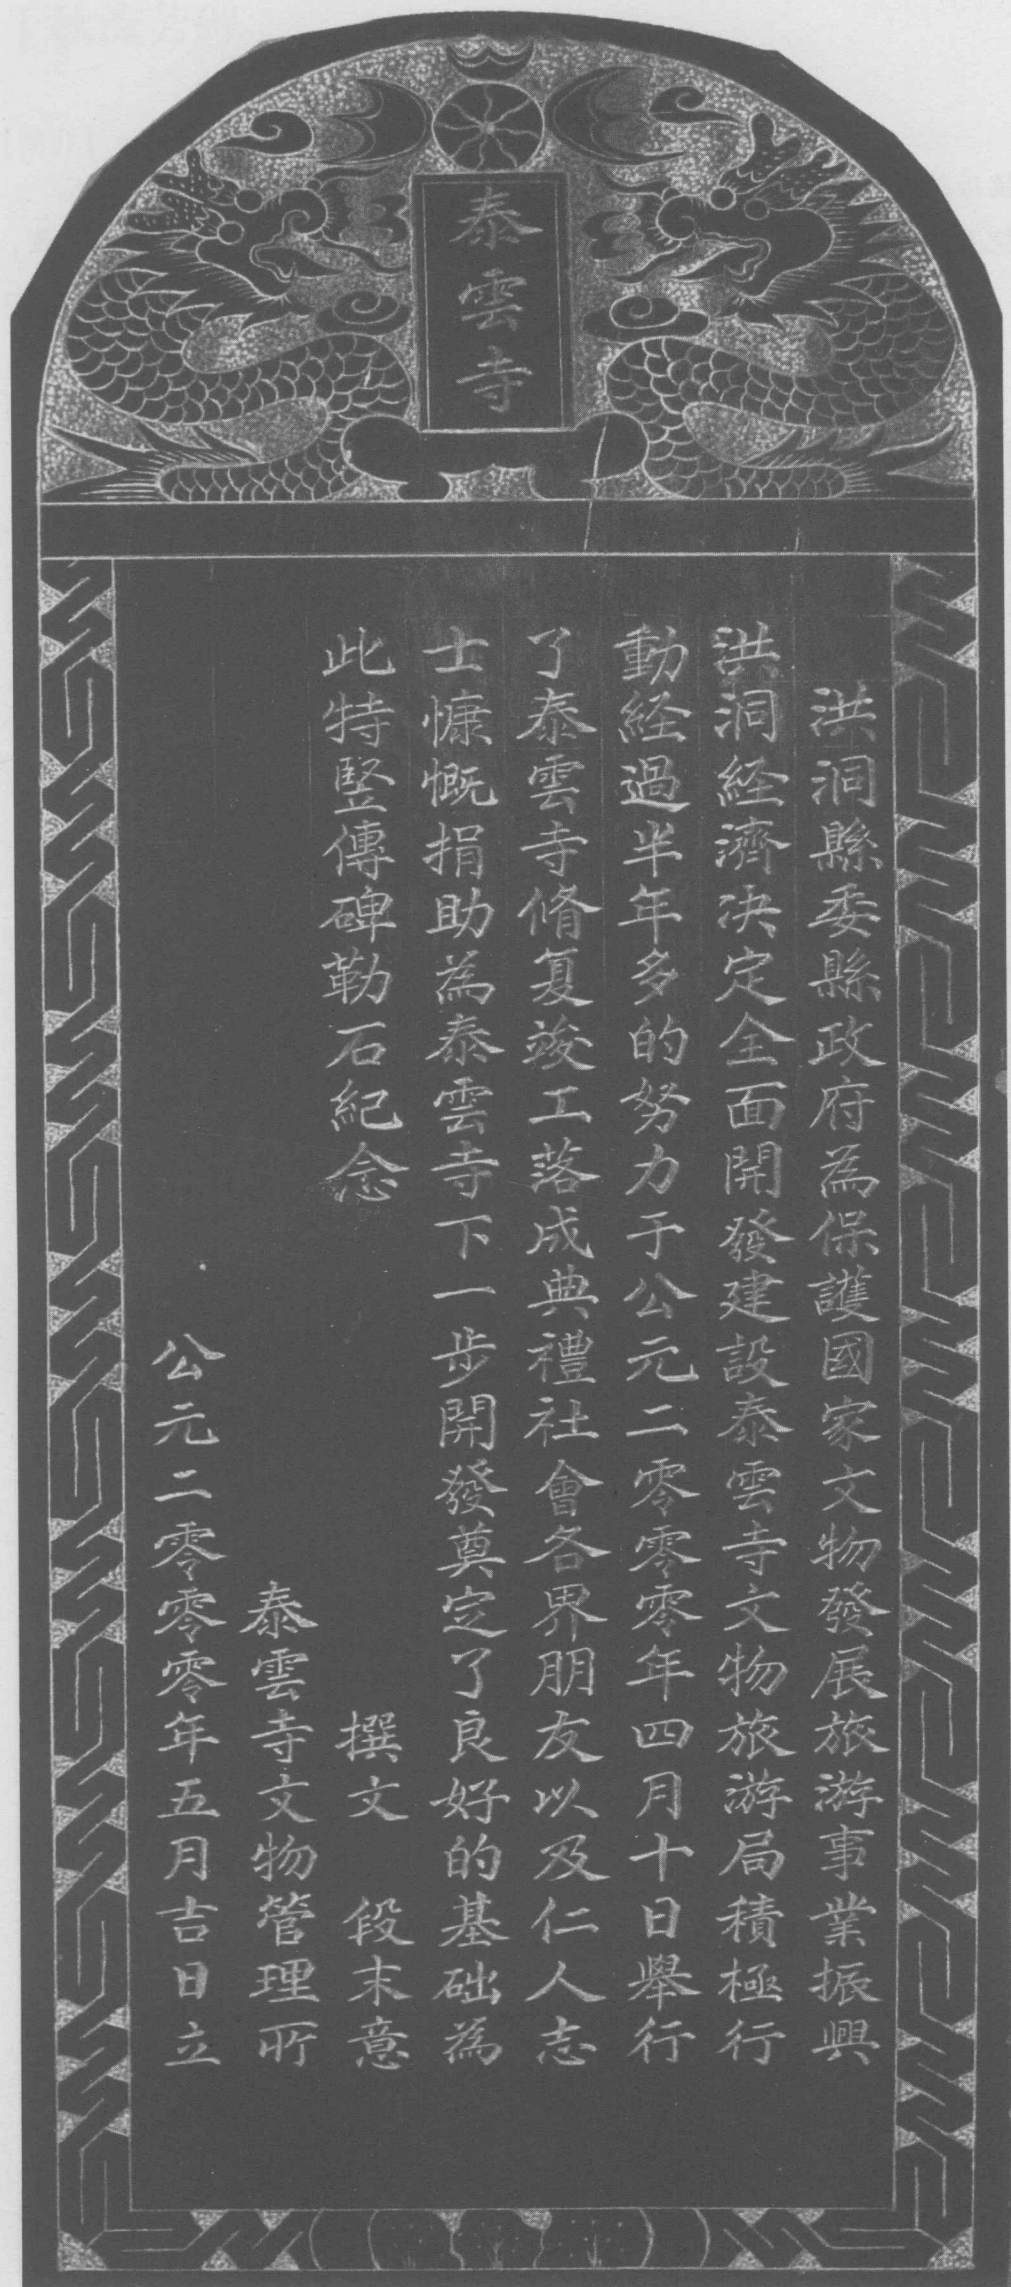 泰雲寺
洪洞縣委縣政府為保護國家文物發展旅游事業振興
洪洞経濟决定全面開發建設泰雲寺文物旅游局積極行
動経過半年多的努力于公元二零零零年四月十日舉行
了泰雲寺脩复竣工落成典禮社會各界朋友以及仁人志
士慷慨捐助為泰雲寺下一步開發奠定了良好的基础為
此特竪傳碑勒石紀念
撰文 段末意
泰雲寺文物管理所
公元二零零零年五月吉日立